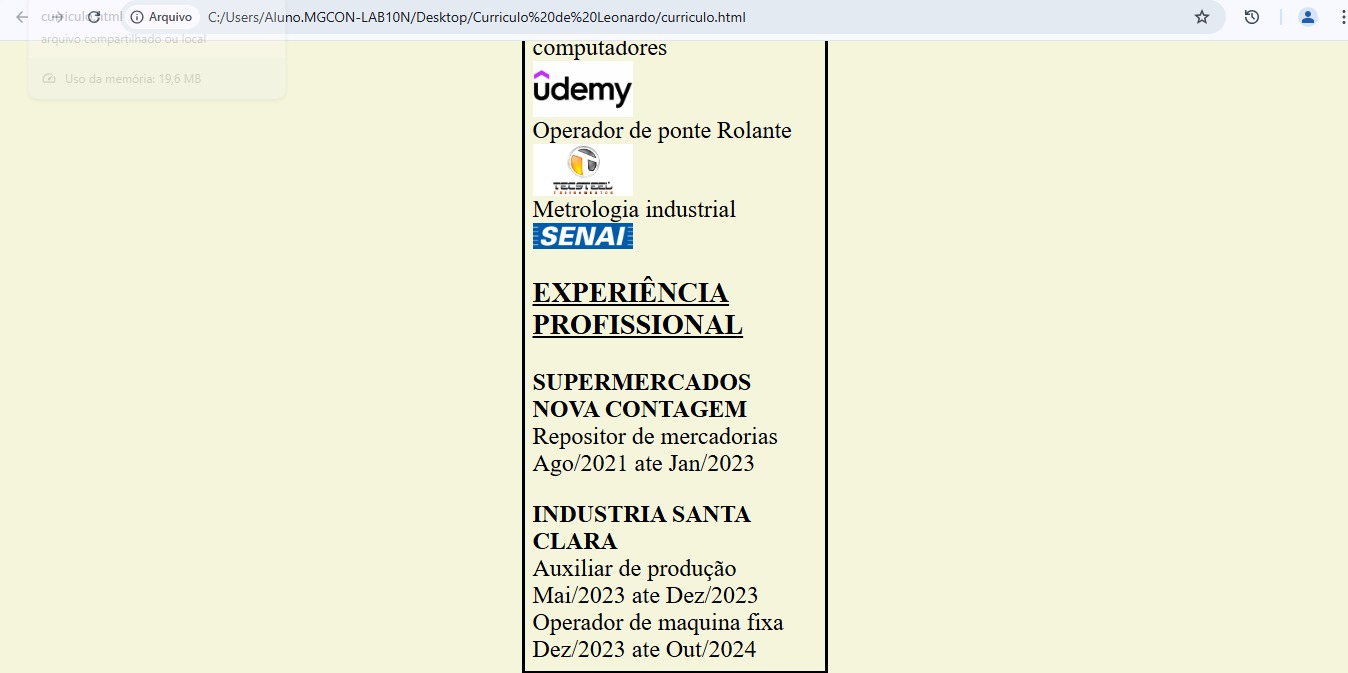 curriculo.html
Arquivo
C:/Users/Aluno.MGCON-LAB10N/Desktop/Curriculo%20de%20Leonardo/curriculo.html
arquivo compartilhado ou local
Uso da memória: 19,6 MB
computadores
ûdemy
Operador de ponte Rolante
TECSTEEL
TREINAMENTOS
Metrologia industrial
SENAI
EXPERIÊNCIA
PROFISSIONAL
SUPERMERCADOS
NOVA CONTAGEM
Repositor de mercadorias
Ago/2021 ate Jan/2023
INDUSTRIA SANTA
CLARA
Auxiliar de produção
Mai/2023 ate Dez/2023
Operador de maquina fixa
Dez/2023 ate Out/2024